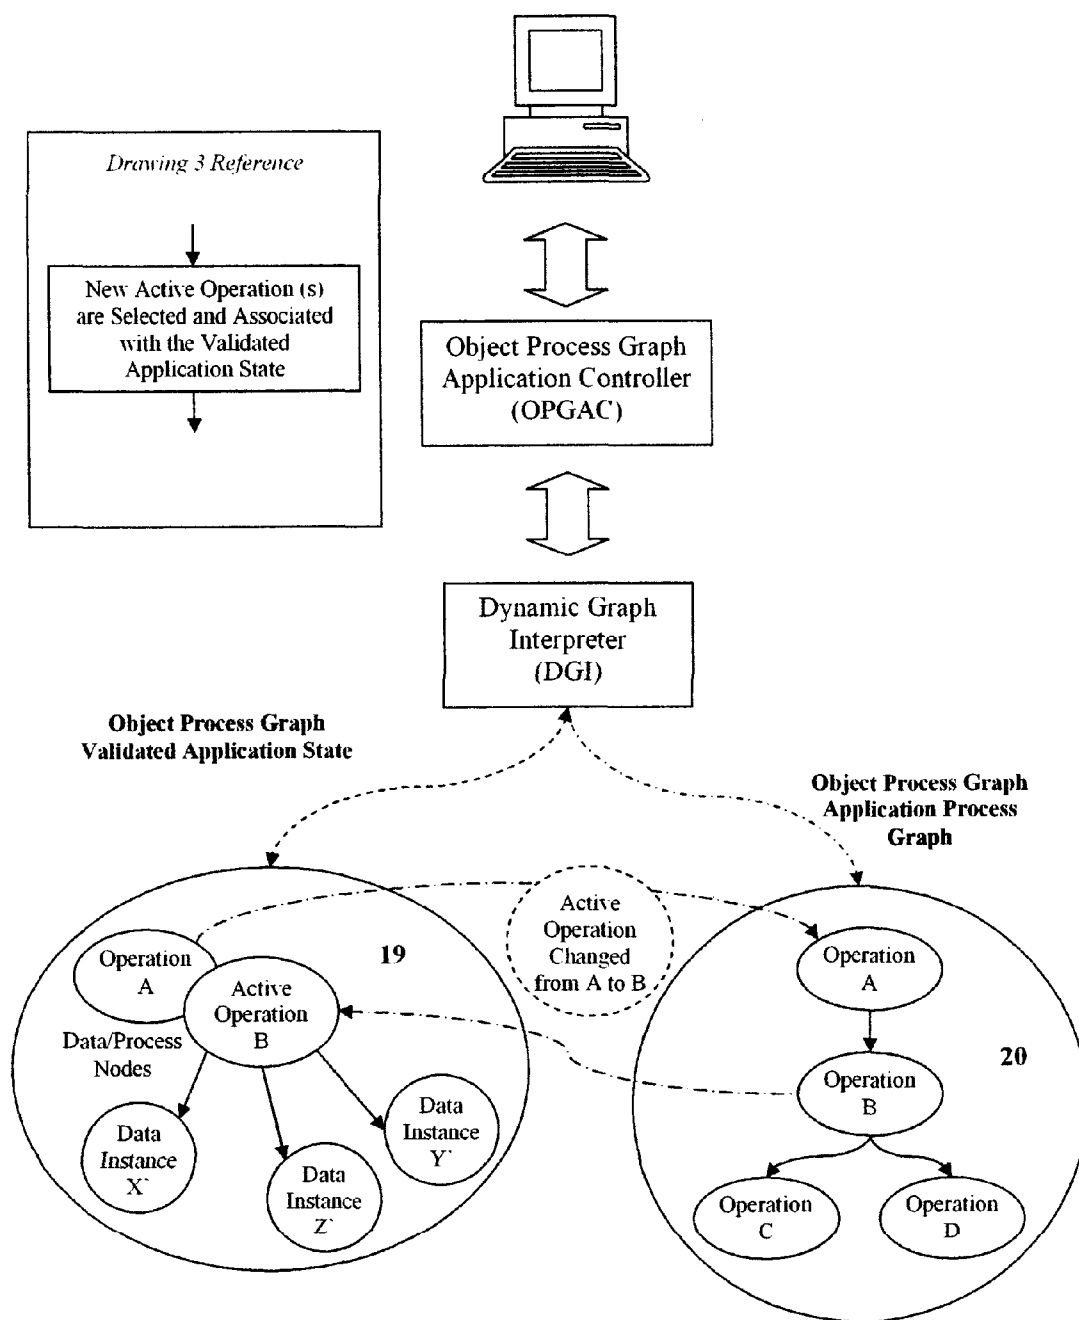 Drawing 3 Reference
New Active Operation (s)
are Selected and Associated
with the Validated
Application State
Object Process Graph
Application Controller
(OPGAC)
Dynamic Graph
Interpreter
(DGI)
Object Process Graph
Validated Application State
Object Process Graph
Application Process
Graph
Operation
A
19
Active
Operation
B
Data/Process
Nodes
Data
Instance
X`
Data
Instance
Z`
Data
Instance
Y`
Active
Operation
Changed
from A to B
Operation
A
20
Operation
B
Operation
C
Operation
D